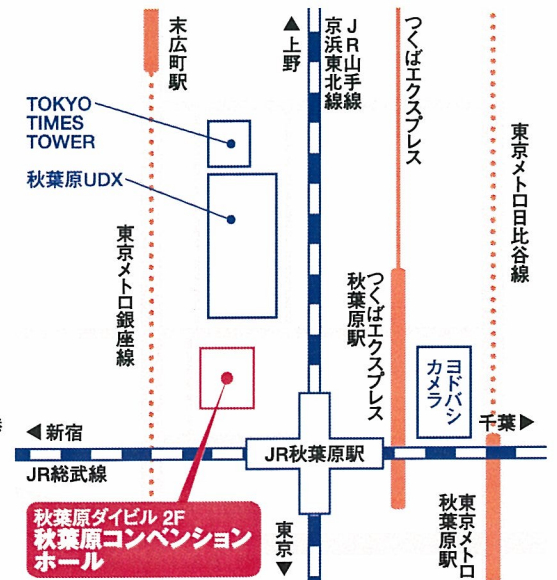 末広町駅
▲上野
JR山手線
京浜東北線
つくばエクスプレス
TOKYO
TIMES
TOWER
秋葉原UDX
東京メトロ日比谷線
東京メトロ銀座線
つくばエクスプレス
秋葉原駅
ヨドバシ
カメラ
◀新宿
千葉▶
JR秋葉原駅
JR総武線
秋葉原ダイビル 2F
秋葉原コンベンション
ホール
東京▼
東京メトロ
秋葉原駅